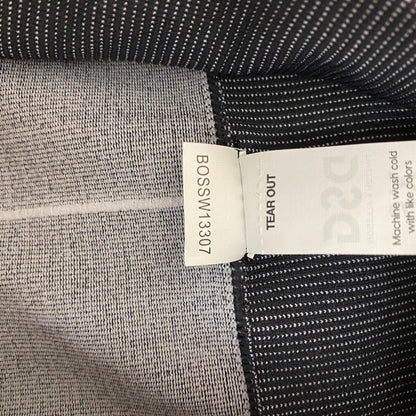 BOSSW13307
TEAR OUT
Machine wash cold
with like colors